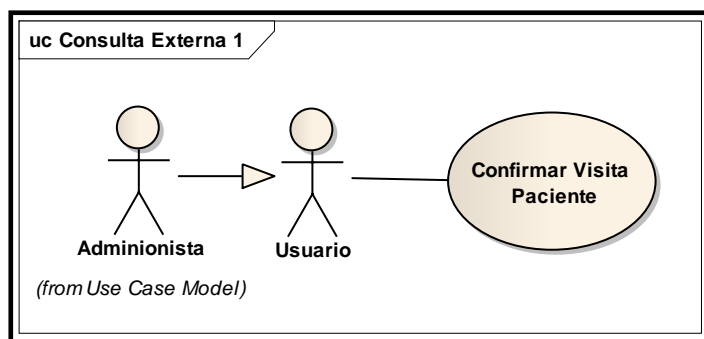 uc Consulta Externa 1
Confirmar Visita
Paciente
Adminionista
Usuario
(from Use Case Model)